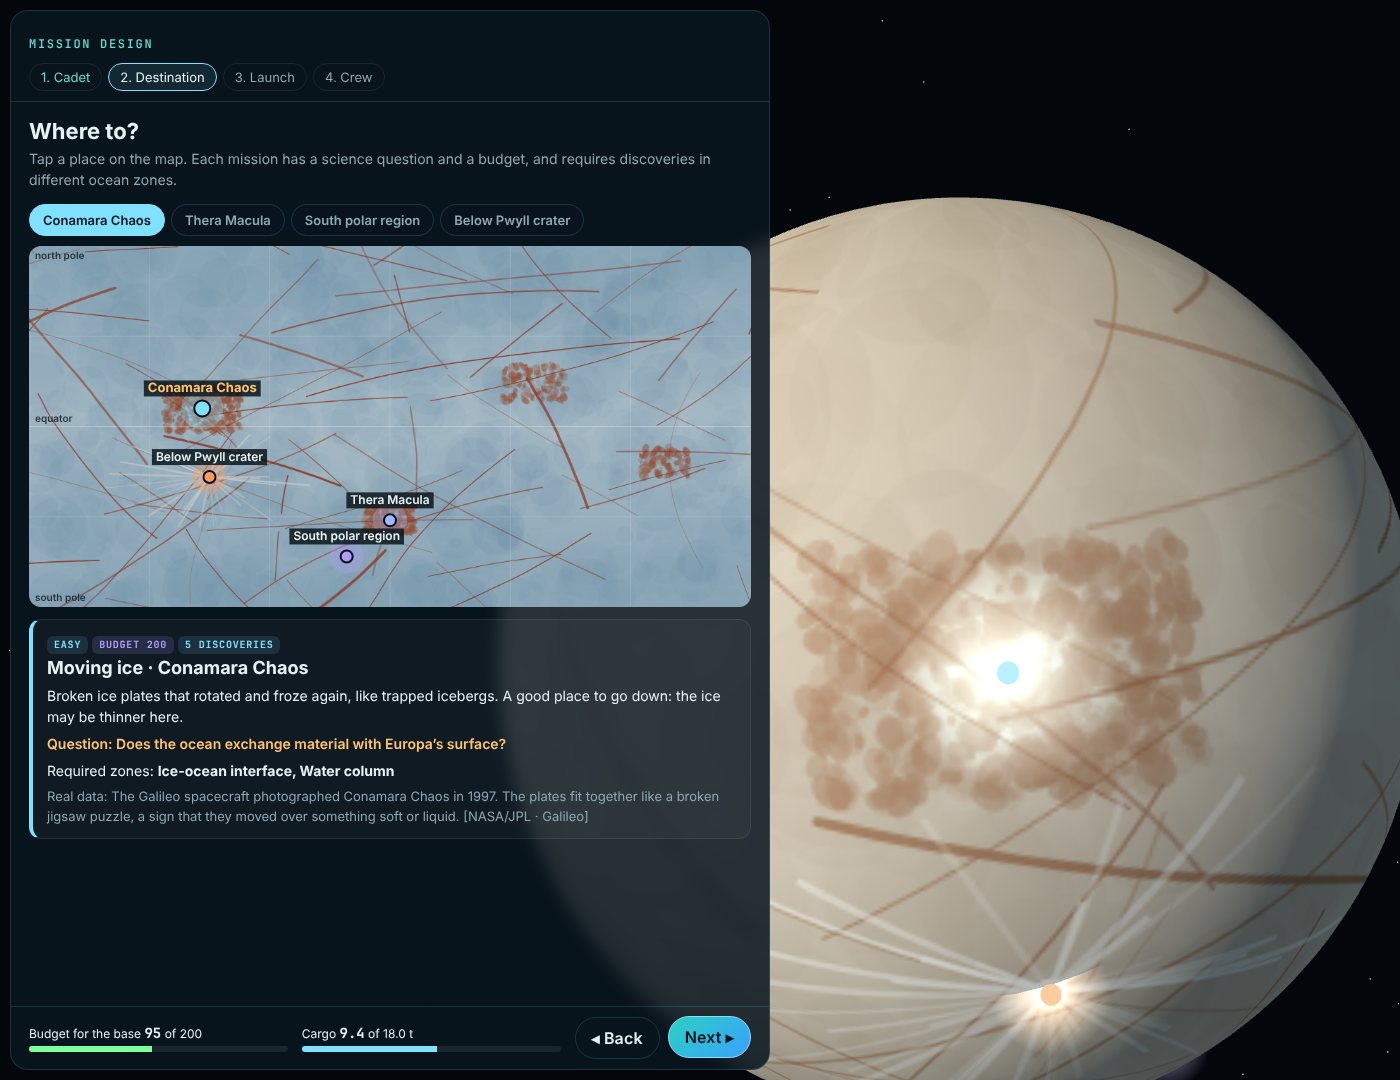 MISSION DESIGN
1. Cadet
2. Destination
3. Launch
4. Crew
Where to?
Tap a place on the map. Each mission has a science question and a budget, and requires discoveries in
different ocean zones.
Conamara Chaos
Thera Macula
South polar region
Below Pwyll crater
north pole
Conamara Chaos
equator
Below Pwyll crater
Thera Macula
South polar region
south pole
EASY
BUDGET 200
5 DISCOVERIES
Moving ice · Conamara Chaos
Broken ice plates that rotated and froze again, like trapped icebergs. A good place to go down: the ice
may be thinner here.
Question: Does the ocean exchange material with Europa’s surface?
Required zones: Ice-ocean interface, Water column
Real data: The Galileo spacecraft photographed Conamara Chaos in 1997. The plates fit together like a broken
jigsaw puzzle, a sign that they moved over something soft or liquid. [NASA/JPL · Galileo]
Budget for the base 95 of 200
Cargo 9.4 of 18.0 t
◂ Back
Next ▸